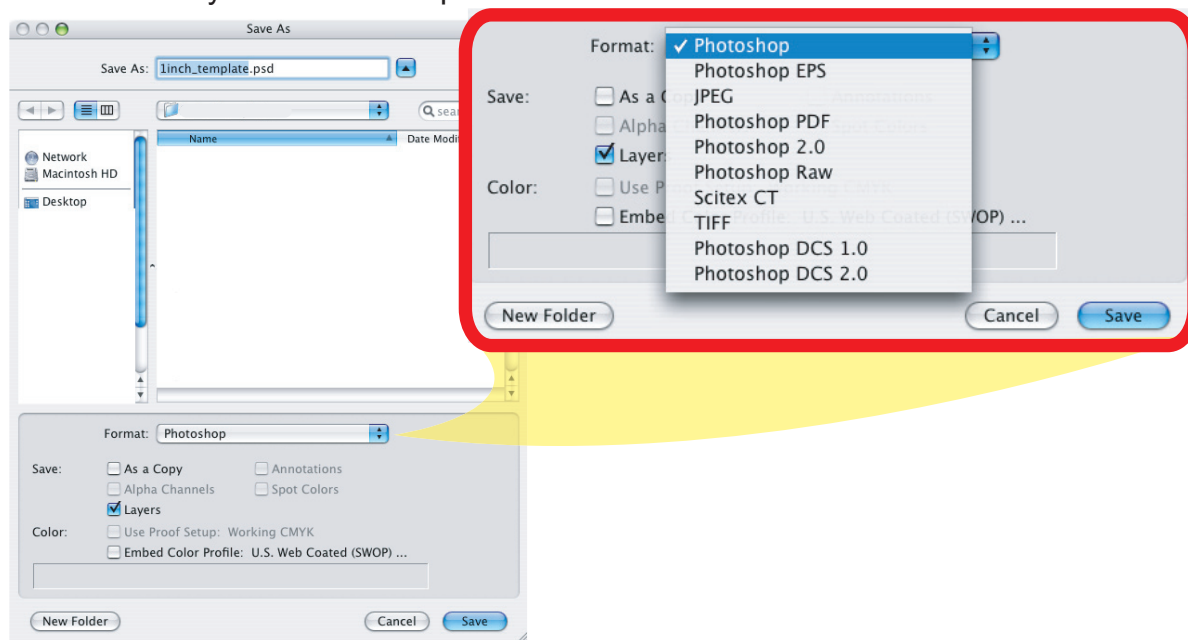 Save As
Save As: 1inch_template.psd
Name
Date Modi
Network
Macintosh HD
Desktop
Format: Photoshop
Save: As a Copy Annotations
Alpha Channels Spot Colors
Layers
Color: Use Proof Setup: Working CMYK
Embed Color Profile: U.S. Web Coated (SWOP) ...
New Folder Cancel Save
Format: ✓ Photoshop
Photoshop EPS
Save: As a JPEG
Alpha Photoshop PDF
Photoshop 2.0
Photoshop Raw
Color: Use
Scitex CT
TIFF
Photoshop DCS 1.0
Photoshop DCS 2.0
New Folder Cancel Save